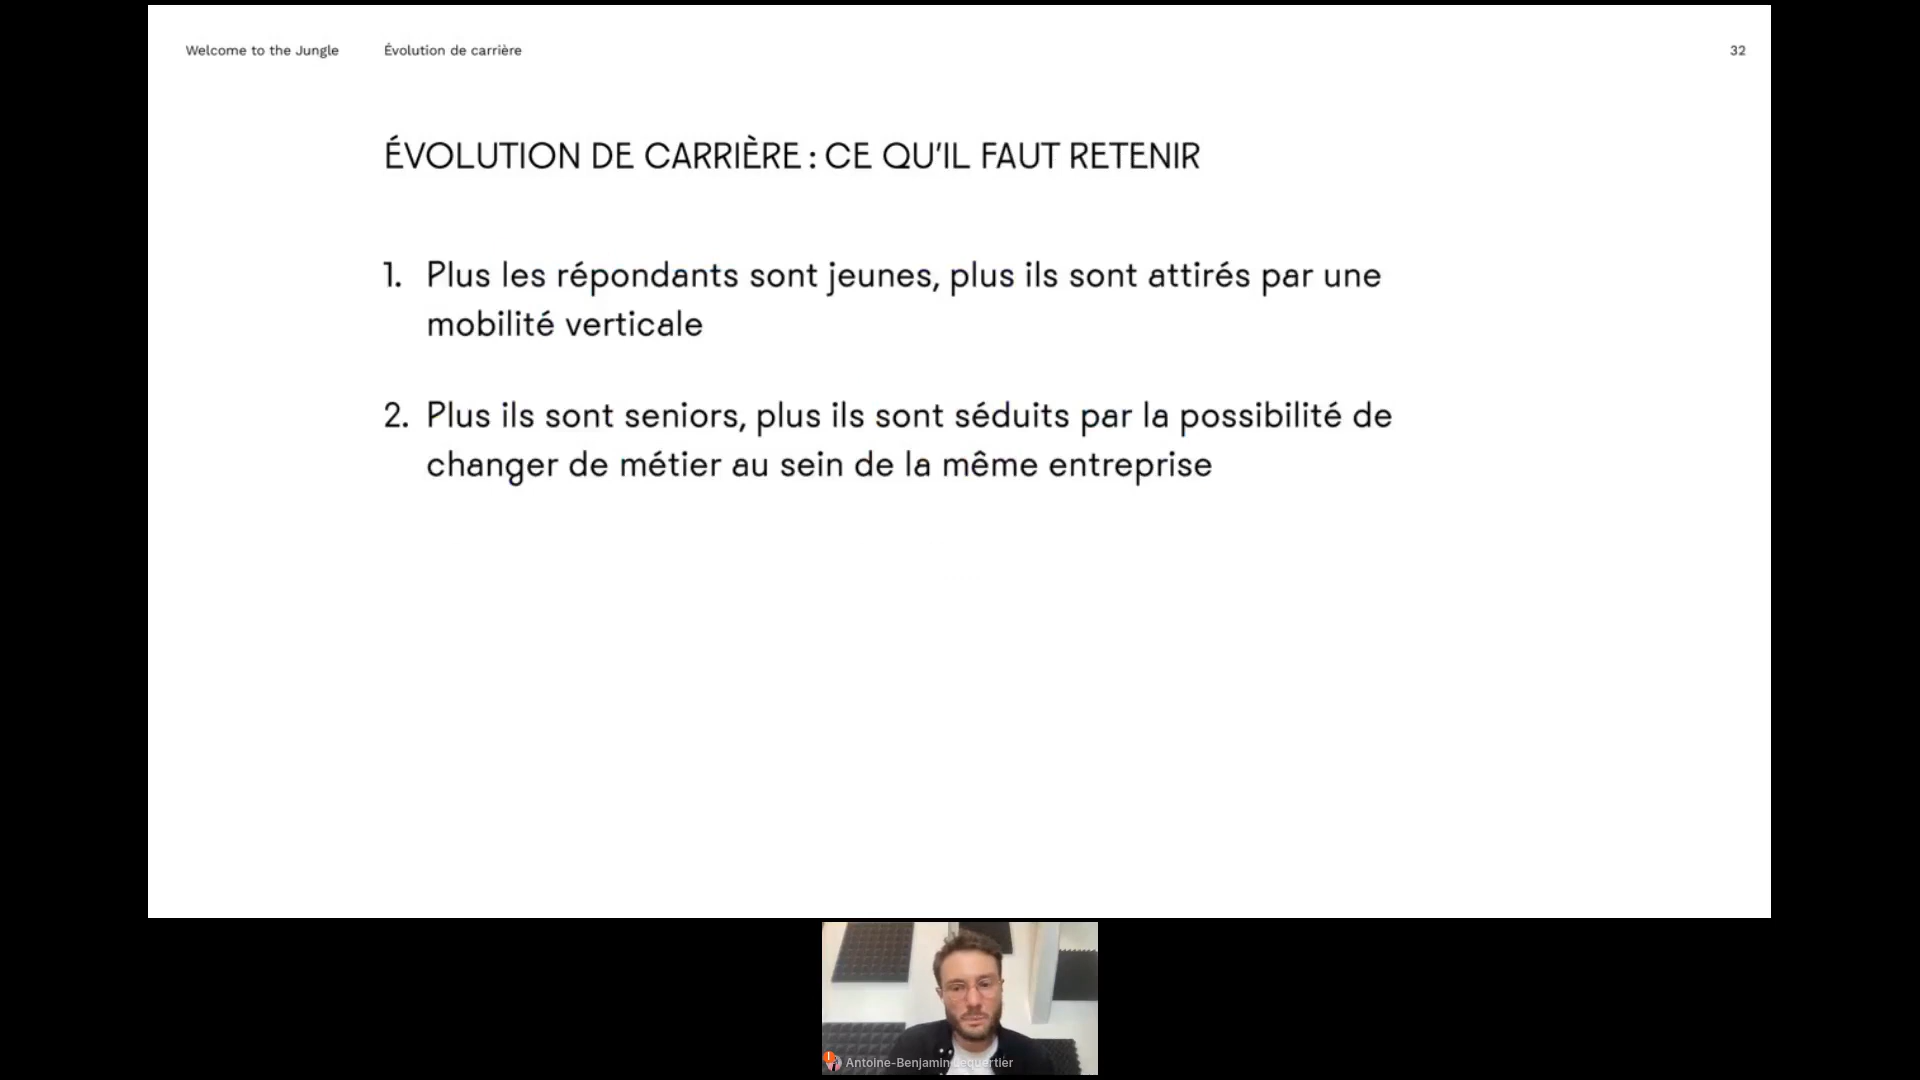 Welcome to the Jungle
Évolution de carrière
32
ÉVOLUTION DE CARRIÈRE : CE QU'IL FAUT RETENIR
1. Plus les répondants sont jeunes, plus ils sont attirés par une
mobilité verticale
2. Plus ils sont seniors, plus ils sont séduits par la possibilité de
changer de métier au sein de la même entreprise
Antoine-Benjamin Lequertier